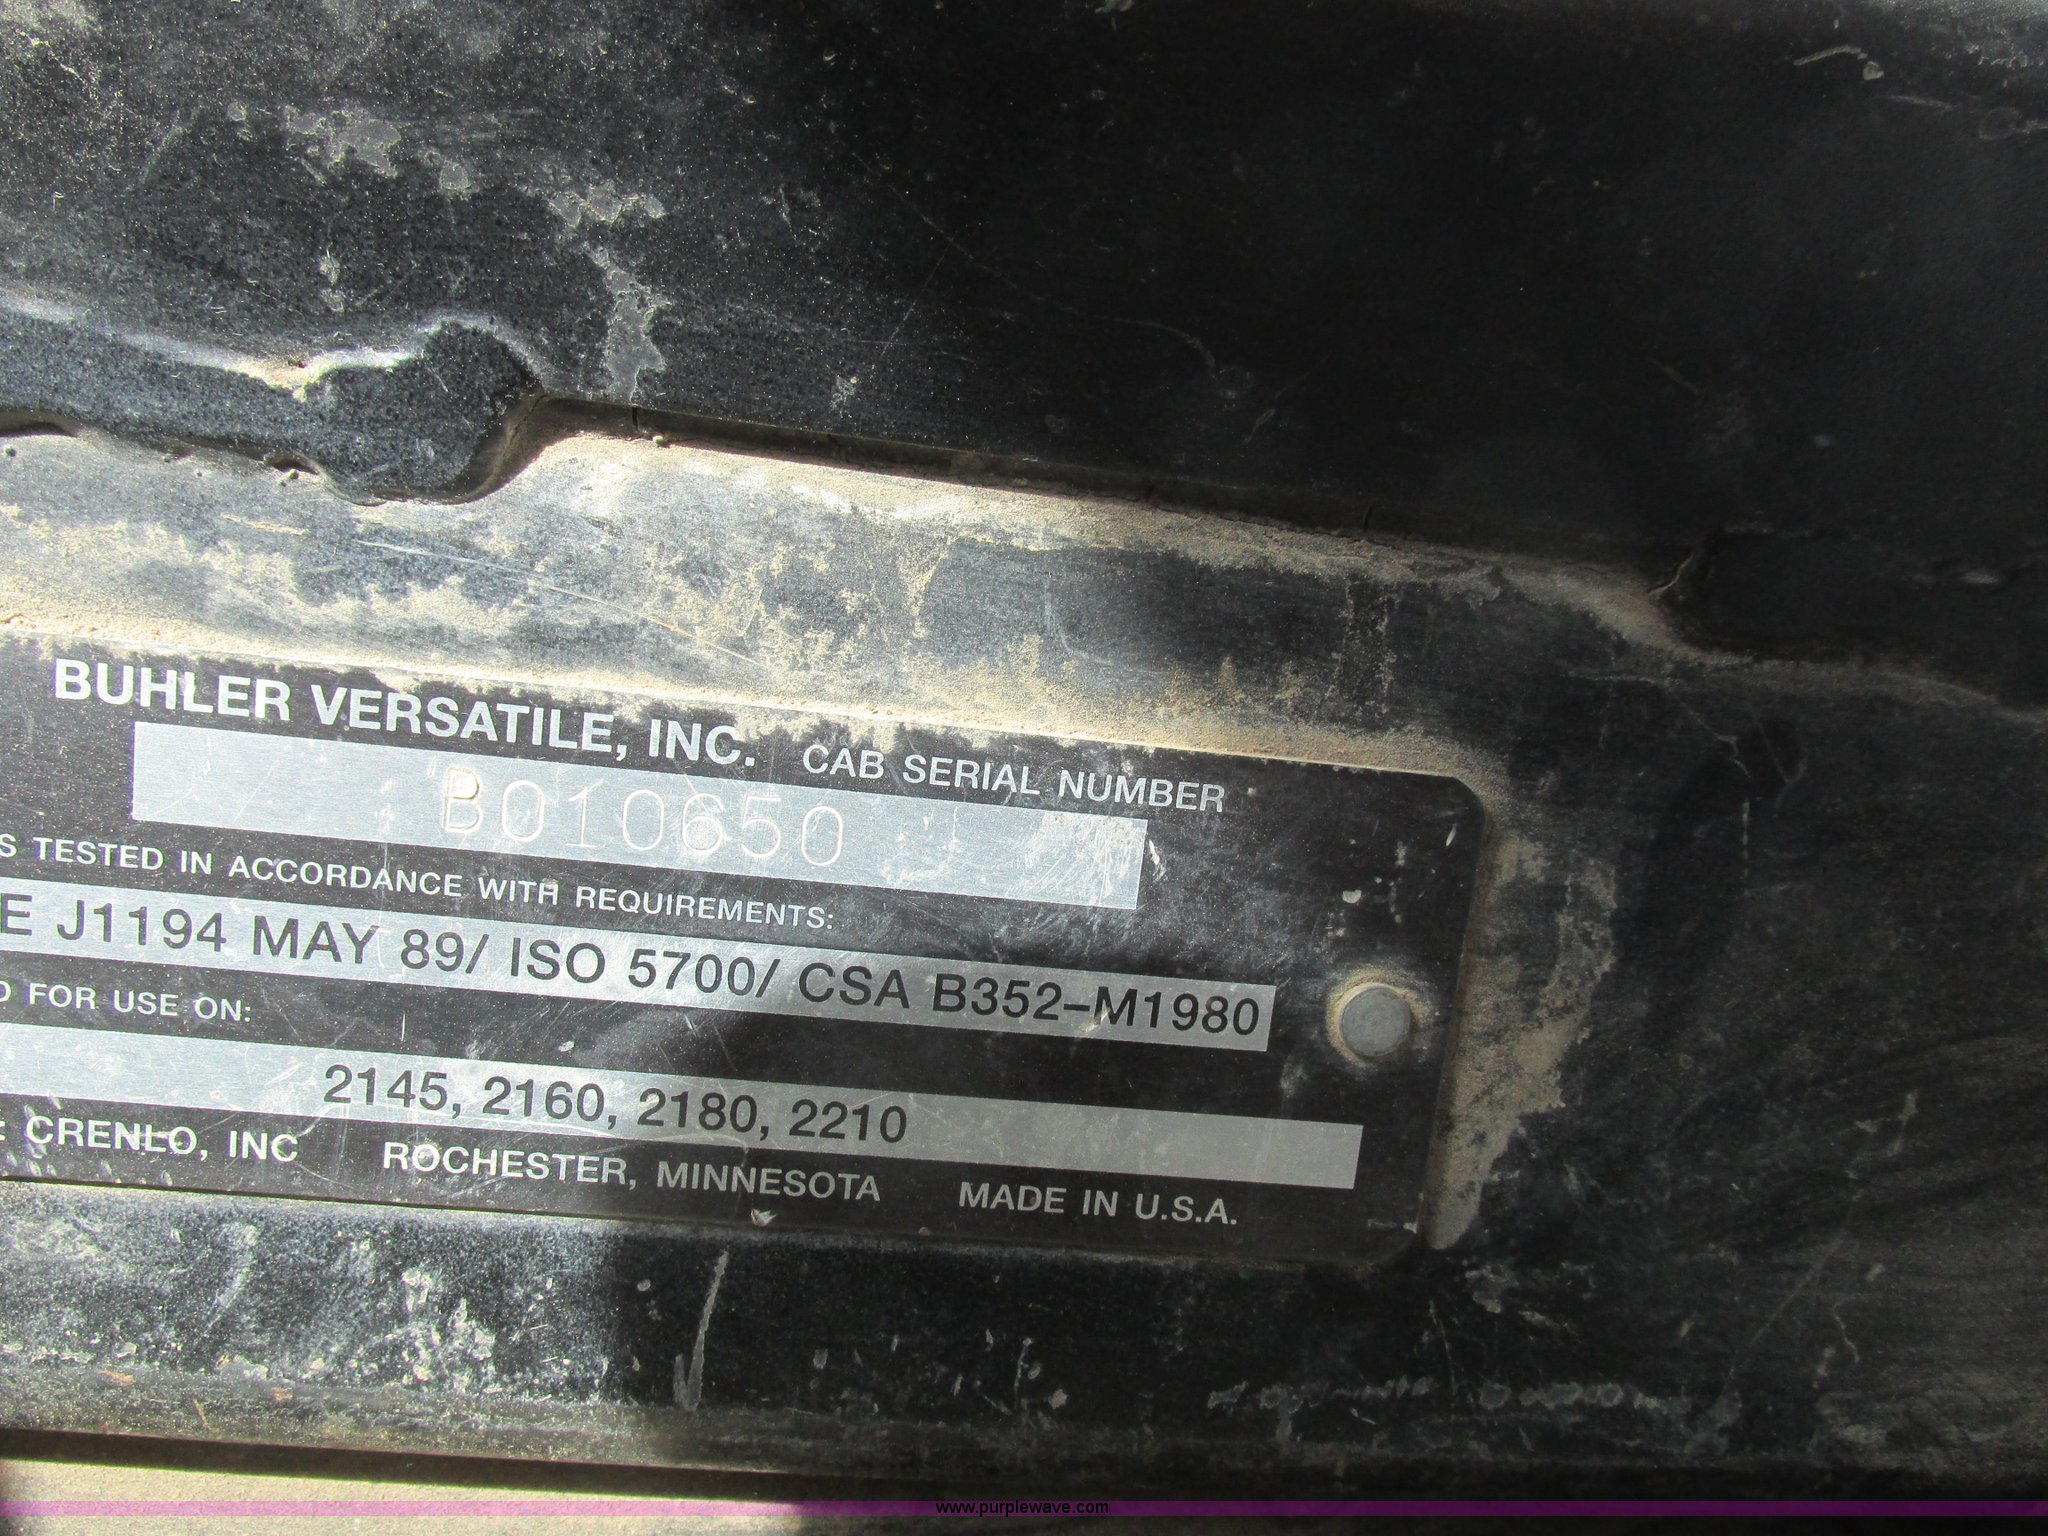 BUHLER VERSATILE, INC. CAB SERIAL NUMBER
B010650
S TESTED IN ACCORDANCE WITH REQUIREMENTS:
E J1194 MAY 89/ ISO 5700/ CSA B352-M1980
D FOR USE ON:
2145, 2160, 2180, 2210
E CRENLO, INC ROCHESTER, MINNESOTA MADE IN U.S.A.
www.purplewave.com